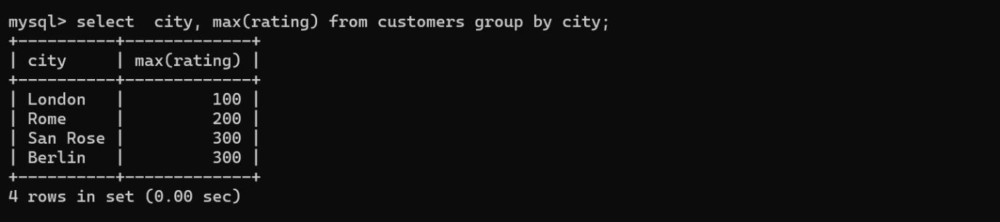 mysql> select  city, max(rating) from customers group by city;
+----------+-------------+
| city     | max(rating) |
+----------+-------------+
| London   |         100 |
| Rome     |         200 |
| San Rose |         300 |
| Berlin   |         300 |
+----------+-------------+
4 rows in set (0.00 sec)